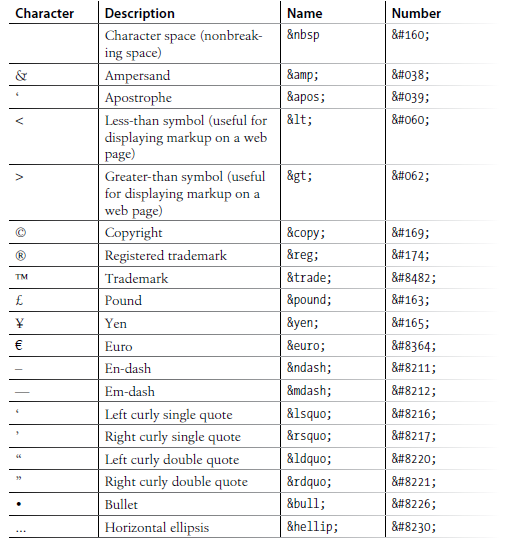 Character Description Name Number
Character space (nonbreak- &nbsp &#160;
ing space)
& Ampersand &amp; &#038;
‘ Apostrophe &apos; &#039;
< Less-than symbol (useful for &lt; &#060;
displaying markup on a web
page)
> Greater-than symbol (useful &gt; &#062;
for displaying markup on a
web page)
© Copyright &copy; &#169;
® Registered trademark &reg; &#174;
™ Trademark &trade; &#8482;
£ Pound &pound; &#163;
¥ Yen &yen; &#165;
€ Euro &euro; &#8364;
– En-dash &ndash; &#8211;
— Em-dash &mdash; &#8212;
‘ Left curly single quote &lsquo; &#8216;
’ Right curly single quote &rsquo; &#8217;
“ Left curly double quote &ldquo; &#8220;
” Right curly double quote &rdquo; &#8221;
• Bullet &bull; &#8226;
... Horizontal ellipsis &hellip; &#8230;